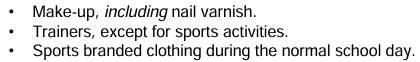 • Make-up, including nail varnish.
• Trainers, except for sports activities.
• Sports branded clothing during the normal school day.